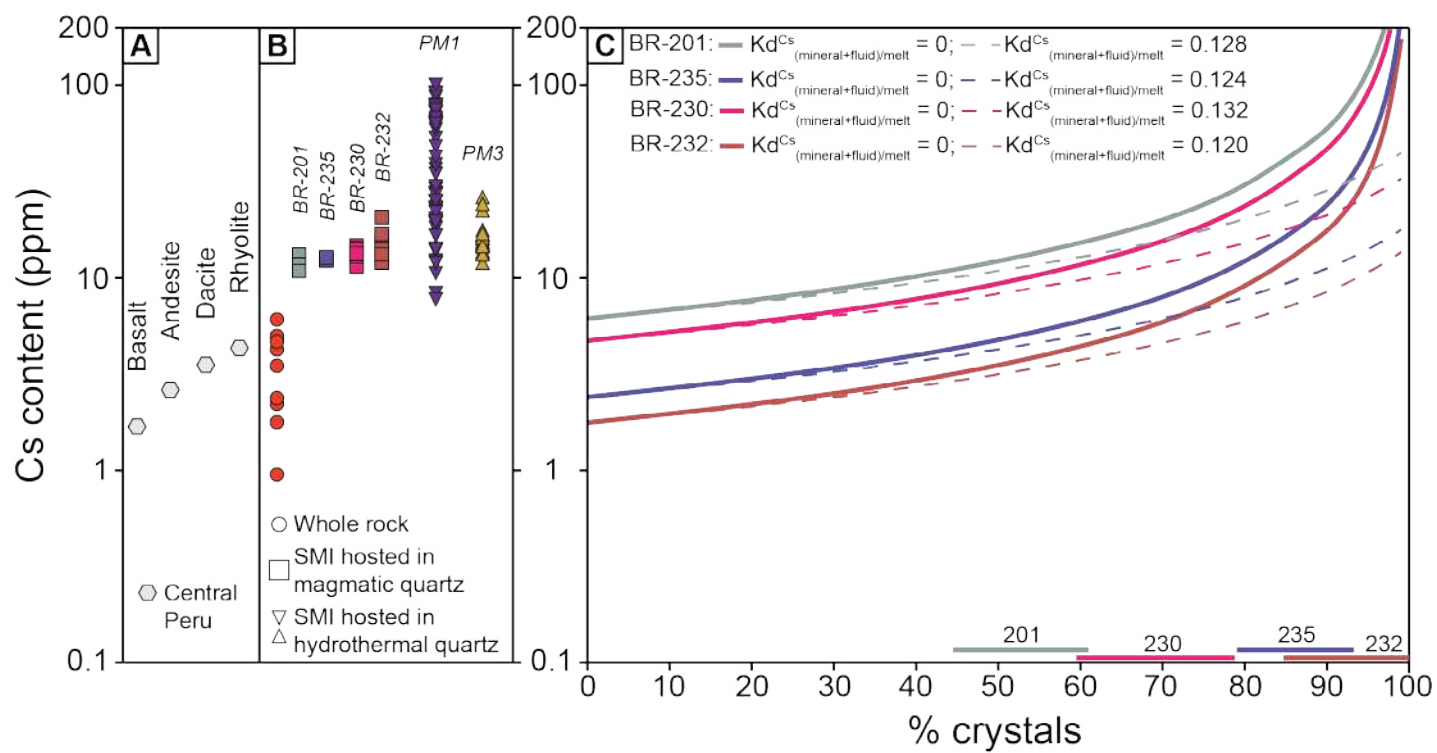 Cs content (ppm)
200
100
10
1
0.1
A
Basalt
Andesite
Dacite
Rhyolite
Central
Peru
B
BR-201
BR-235
BR-230
BR-232
PM1
PM3
Whole rock
SMI hosted in
magmatic quartz
SMI hosted in
hydrothermal quartz
200
100
10
1
0.1
C
BR-201: Kd^Cs (mineral+fluid)/melt = 0; Kd^Cs (mineral+fluid)/melt = 0.128
BR-235: Kd^Cs (mineral+fluid)/melt = 0; Kd^Cs (mineral+fluid)/melt = 0.124
BR-230: Kd^Cs (mineral+fluid)/melt = 0; Kd^Cs (mineral+fluid)/melt = 0.132
BR-232: Kd^Cs (mineral+fluid)/melt = 0; Kd^Cs (mineral+fluid)/melt = 0.120
201
230
235
232
0 10 20 30 40 50 60 70 80 90 100
% crystals